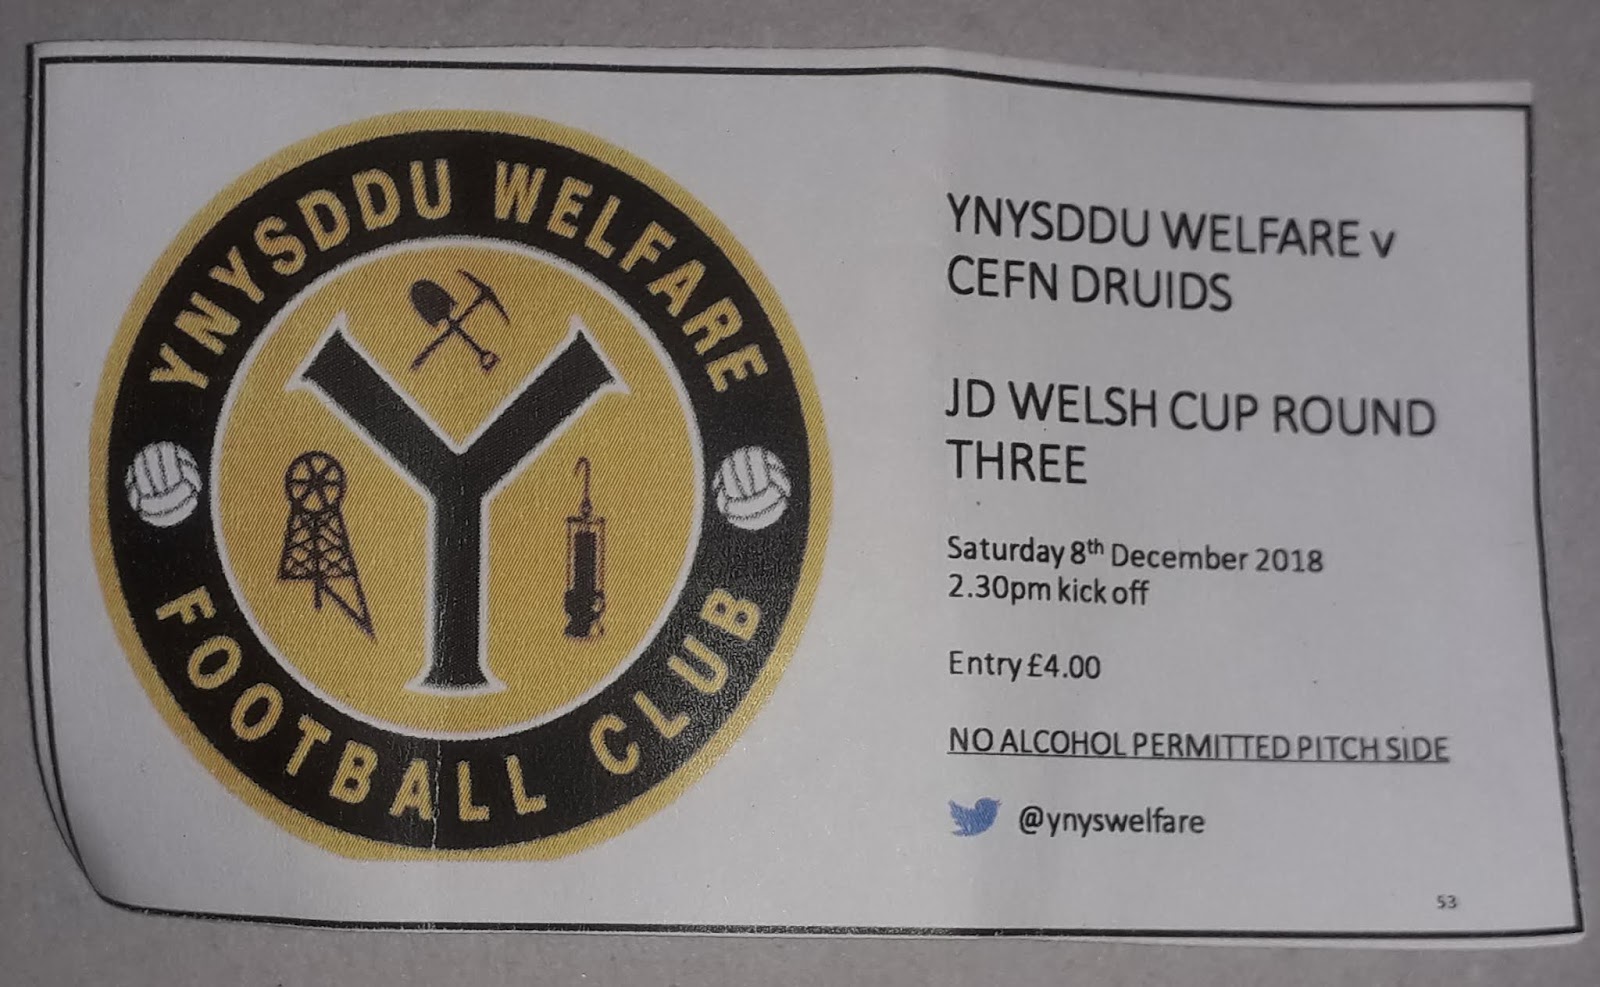 YNYSDDU WELFARE
FOOTBALL CLUB
Y
YNYSDDU WELFARE v
CEFN DRUIDS
JD WELSH CUP ROUND
THREE
Saturday 8th December 2018
2.30pm kick off
Entry £4.00
NO ALCOHOL PERMITTED PITCH SIDE
@ynyswelfare
53